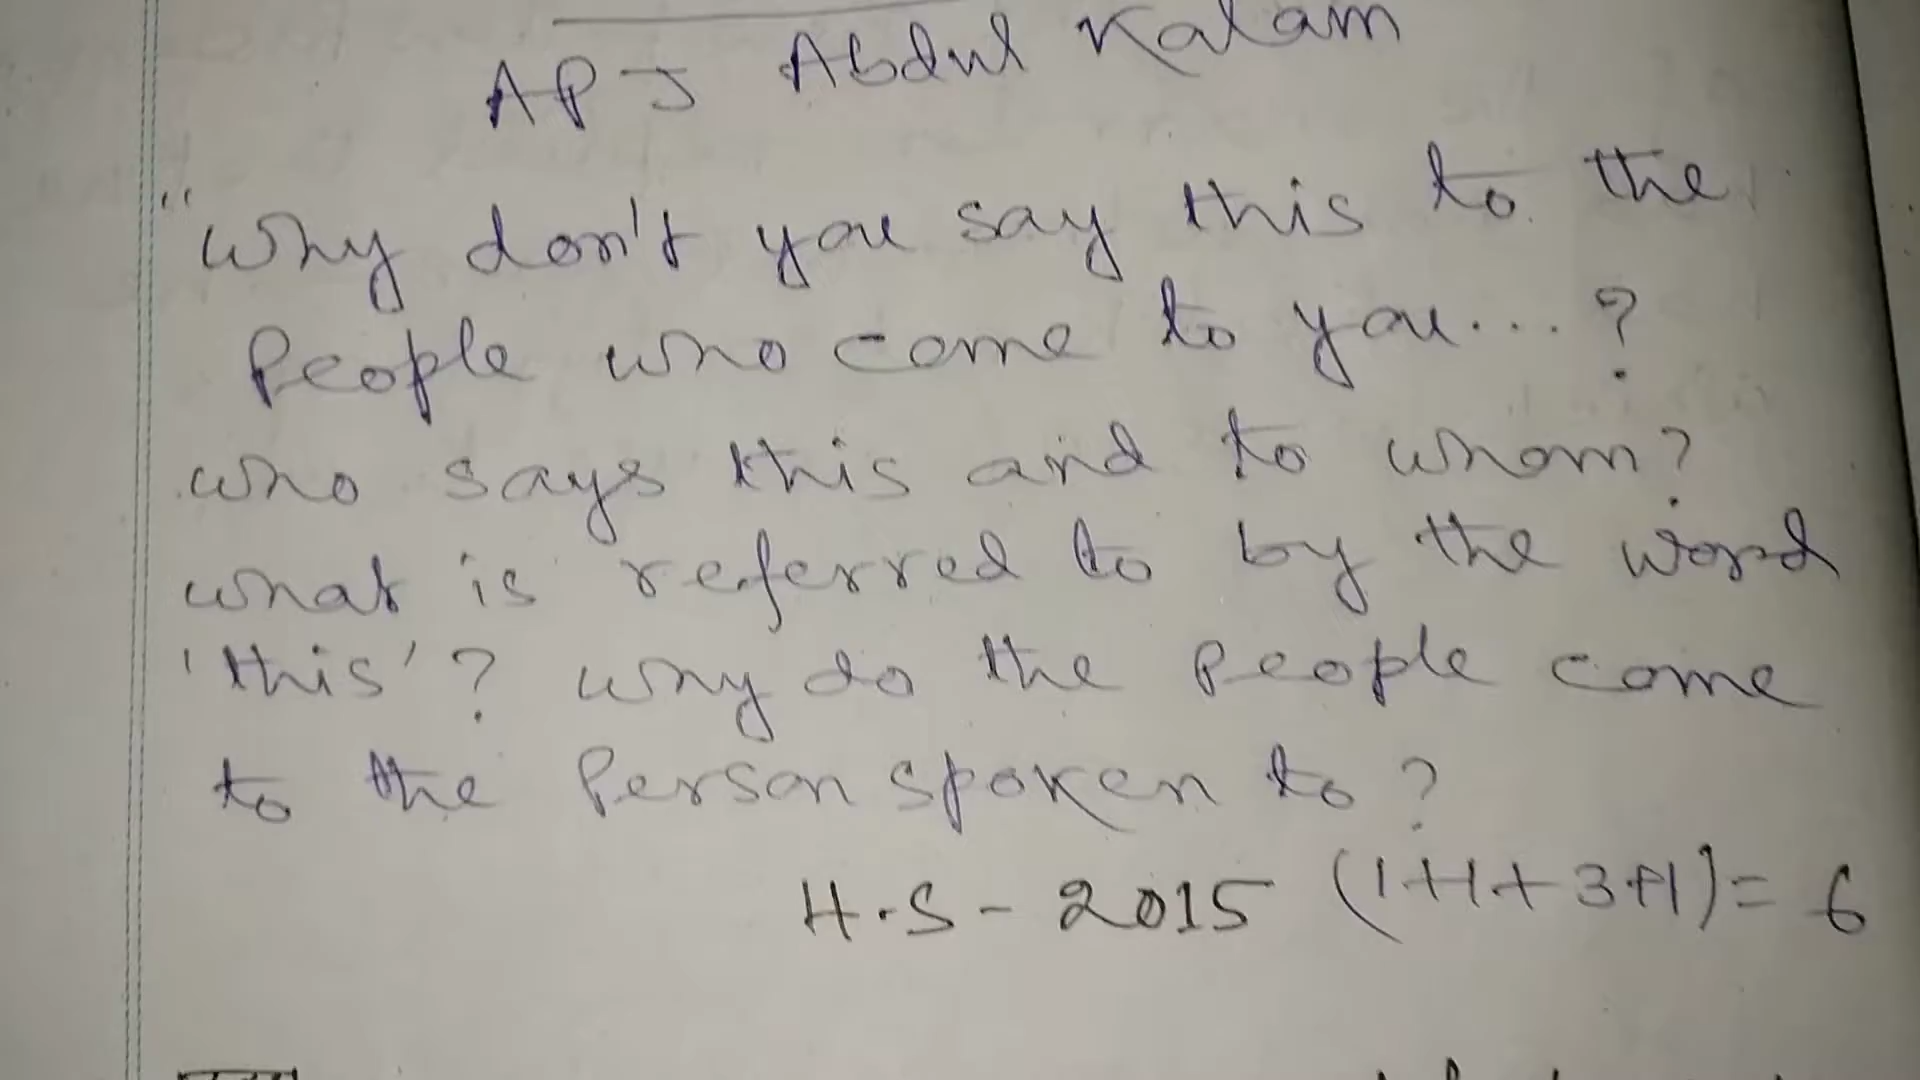 APJ Abdul Kalam
"Why don't you say this to the
People who come to you...?
who says this and to whom?
what is referred to by the word
'this'? why do the people come
to the Person spoken to?
H.S - 2015 (1+1+3+1) = 6